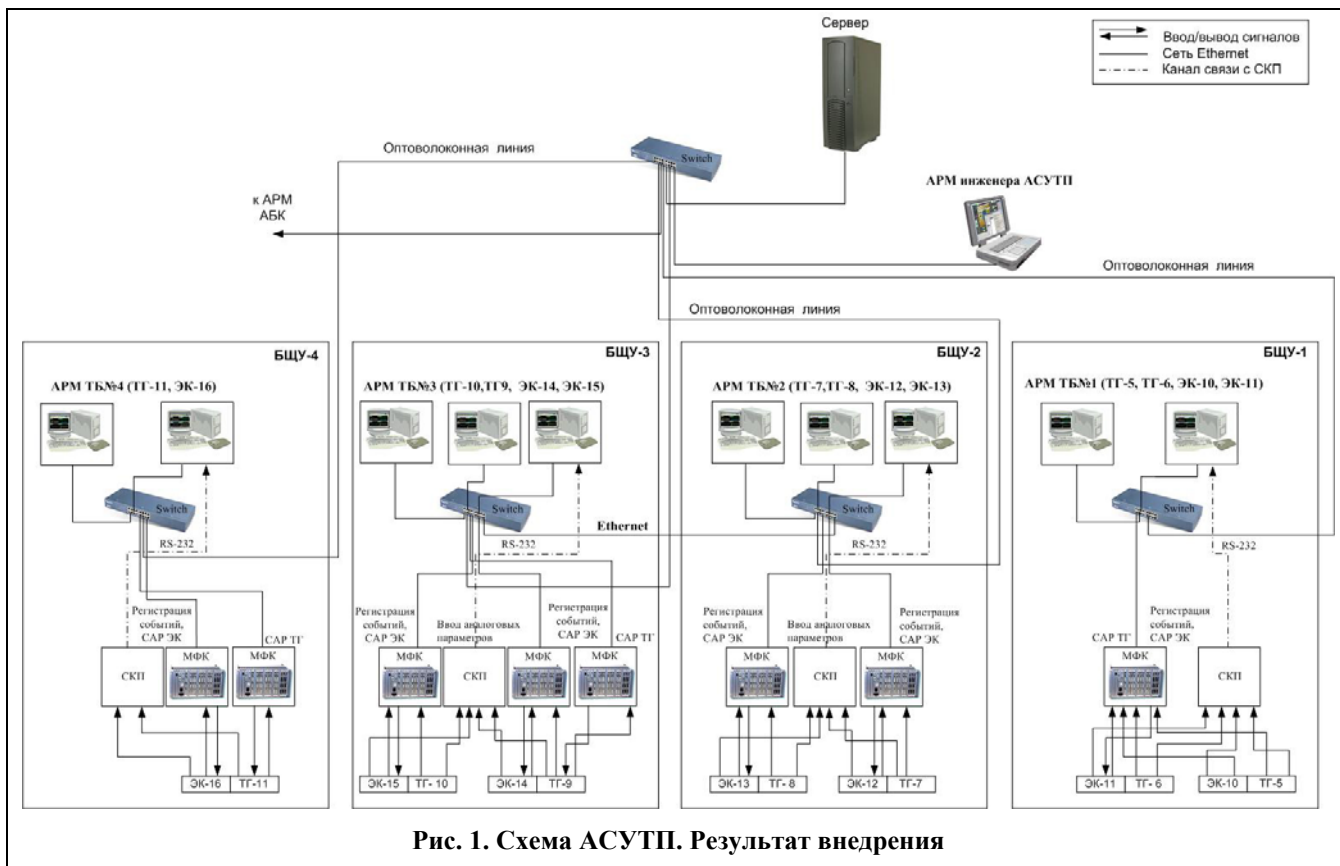 Сервер
Ввод/вывод сигналов
Сеть Ethernet
Канал связи с СКП
Оптоволоконная линия
Switch
АРМ инженера АСУТП
к АРМ
АБК
Оптоволоконная линия
Оптоволоконная линия
БЩУ-4
АРМ ТБ№4 (ТГ-11, ЭК-16)
Switch
RS-232
Регистрация
событий,
САР ЭК
САР ТГ
СКП
МФК
МФК
ЭК-16
ТГ-11
БЩУ-3
АРМ ТБ№3 (ТГ-10,ТГ9, ЭК-14, ЭК-15)
Switch
Ethernet
RS-232
Регистрация
событий,
САР ЭК
Ввод аналоговых
параметров
Регистрация
событий,
САР ЭК
САР ТГ
МФК
СКП
МФК
МФК
ЭК-15
ТГ- 10
ЭК-14
ТГ-9
БЩУ-2
АРМ ТБ№2 (ТГ-7,ТГ-8, ЭК-12, ЭК-13)
Switch
RS-232
Регистрация
событий,
САР ЭК
Ввод аналоговых
параметров
Регистрация
событий,
САР ЭК
МФК
СКП
МФК
ЭК-13
ТГ- 8
ЭК-12
ТГ-7
БЩУ-1
АРМ ТБ№1 (ТГ-5, ТГ-6, ЭК-10, ЭК-11)
Switch
RS-232
САР ТГ
Регистрация
событий,
САР ЭК
МФК
СКП
ЭК-11
ТГ- 6
ЭК-10
ТГ-5
Рис. 1. Схема АСУТП. Результат внедрения